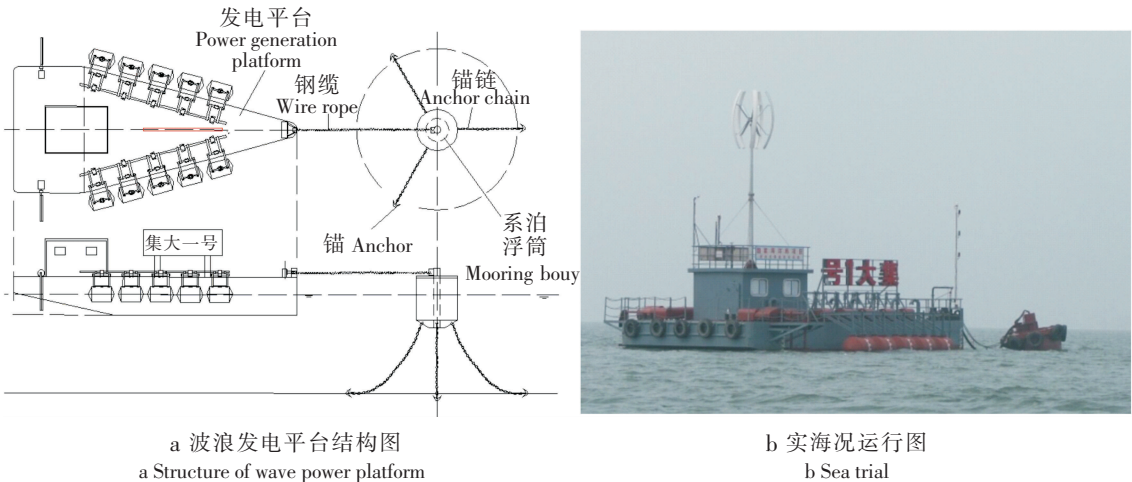 发电平台
Power generation
platform
钢缆
Wire rope
锚链
Anchor chain
系泊
浮筒
Mooring bouy
锚 Anchor
集大一号
号1大集
a 波浪发电平台结构图
a Structure of wave power platform
b 实海况运行图
b Sea trial